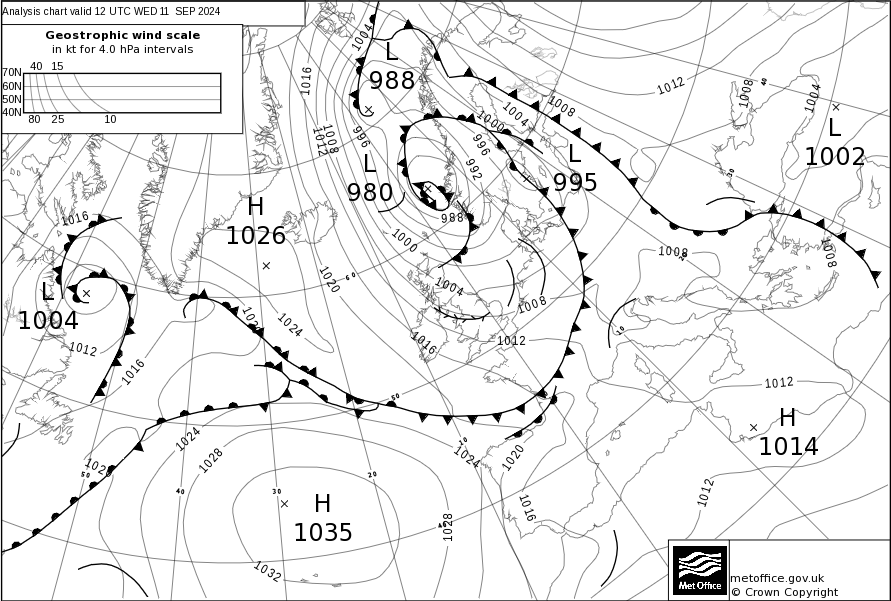 Analysis chart valid 12 UTC WED 11 SEP 2024
Geostrophic wind scale
in kt for 4.0 hPa intervals
40 15
70N
60N
50N
40N
80 25 10
1004
L
988
1016
1012
1008
996
1000
1004
1008
1012
1008
40
1004
L
1002
L
980
996
992
988
L
995
30
H
1026
1016
1000
1020
60
1004
1008
1008
1008
L
1004
1012
1016
1024
1016
1012
10
1012
50
H
1014
1024
1028
50
40
30
20
10
1024
1020
1016
1012
H
1035
1028
1032
Met Office
metoffice.gov.uk
© Crown Copyright